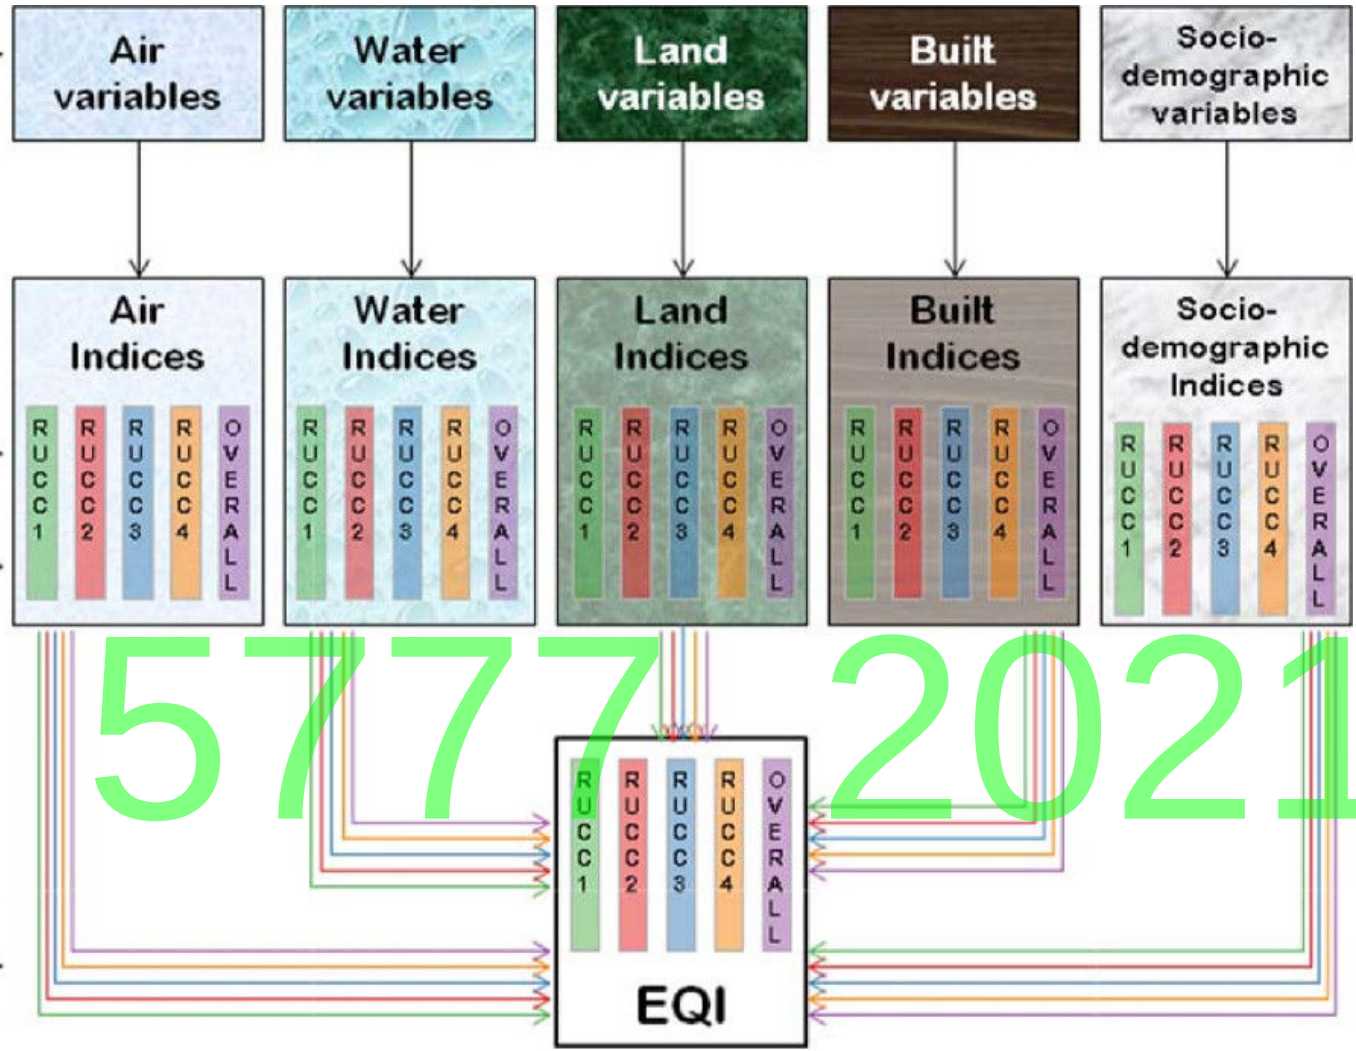 Air
variables
Water
variables
Land
variables
Built
variables
Socio-
demographic
variables
Air
Indices
RUCC1
RUCC2
RUCC3
RUCC4
OVERALL
Water
Indices
RUCC1
RUCC2
RUCC3
RUCC4
OVERALL
Land
Indices
RUCC1
RUCC2
RUCC3
RUCC4
OVERALL
Built
Indices
RUCC1
RUCC2
RUCC3
RUCC4
OVERALL
Socio-
demographic
Indices
RUCC1
RUCC2
RUCC3
RUCC4
OVERALL
5777 2021
RUCC1
RUCC2
RUCC3
RUCC4
OVERALL
EQI